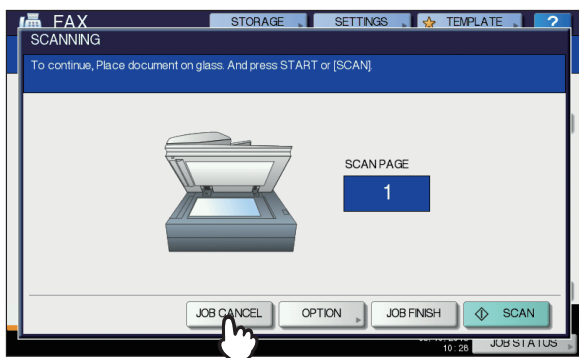 FAX
STORAGE
SETTINGS
TEMPLATE
?
SCANNING
To continue, Place document on glass. And press START or [SCAN].
SCAN PAGE
1
JOB CANCEL
OPTION
JOB FINISH
SCAN
10:28
JOB STATUS